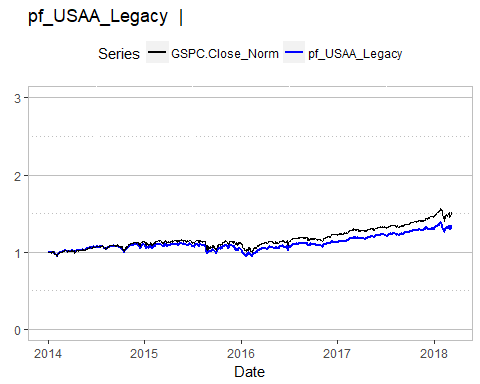 pf_USAA_Legacy |
Series GSPC.Close_Norm pf_USAA_Legacy
3
2
1
0
2014 2015 2016 2017 2018
Date